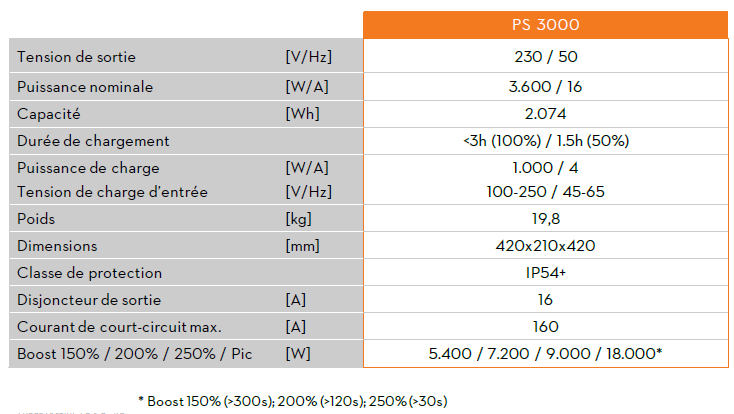 PS 3000
Tension de sortie [V/Hz] 230 / 50
Puissance nominale [W/A] 3.600 / 16
Capacité [Wh] 2.074
Durée de chargement <3h (100%) / 1.5h (50%)
Puissance de charge [W/A] 1.000 / 4
Tension de charge d'entrée [V/Hz] 100-250 / 45-65
Poids [kg] 19,8
Dimensions [mm] 420x210x420
Classe de protection IP54+
Disjoncteur de sortie [A] 16
Courant de court-circuit max. [A] 160
Boost 150% / 200% / 250% / Pic [W] 5.400 / 7.200 / 9.000 / 18.000*
* Boost 150% (>300s); 200% (>120s); 250% (>30s)